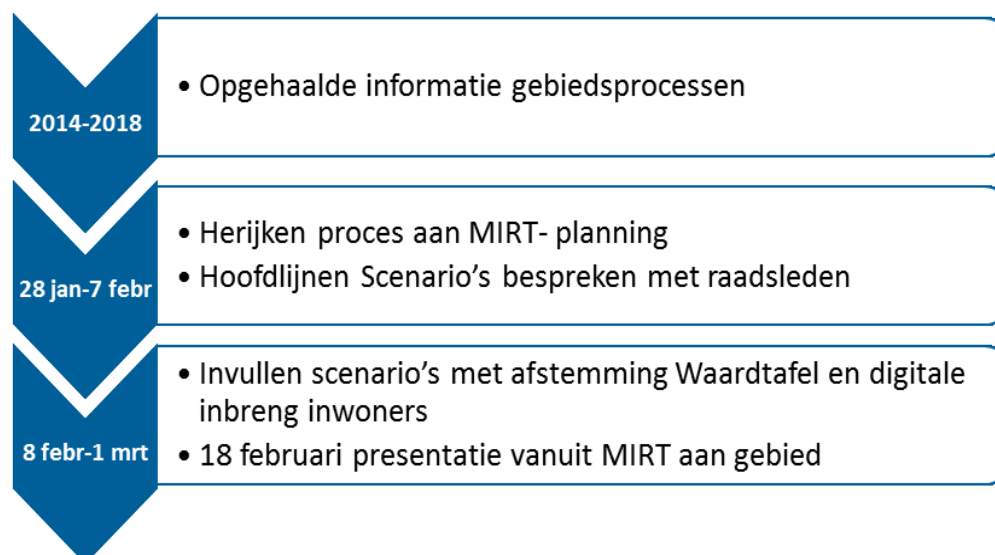 2014-2018
• Opgehaalde informatie gebiedsprocessen
28 jan-7 febr
• Herijken proces aan MIRT- planning
• Hoofdlijnen Scenario's bespreken met raadsleden
8 febr-1 mrt
• Invullen scenario's met afstemming Waardtafel en digitale
inbreng inwoners
• 18 februari presentatie vanuit MIRT aan gebied